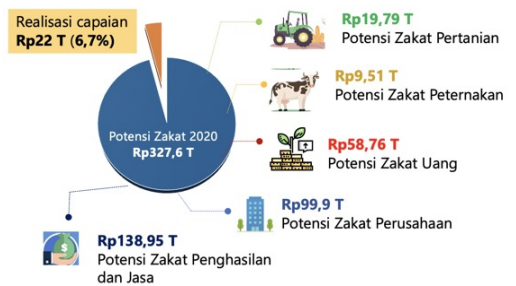 Realisasi capaian
Rp22 T (6,7%)
Potensi Zakat 2020
Rp327,6 T
Rp19,79 T
Potensi Zakat Pertanian
Rp9,51 T
Potensi Zakat Peternakan
Rp58,76 T
Potensi Zakat Uang
Rp99,9 T
Potensi Zakat Perusahaan
Rp138,95 T
Potensi Zakat Penghasilan
dan Jasa